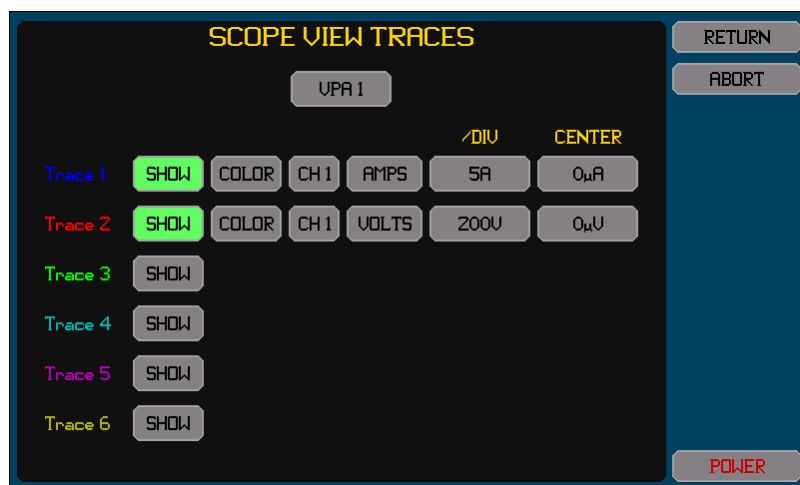 SCOPE VIEW TRACES
RETURN
ABORT
VPA 1
/DIV CENTER
Trace 1 SHOW COLOR CH 1 AMPS 5A 0µA
Trace 2 SHOW COLOR CH 1 VOLTS 200V 0µV
Trace 3 SHOW
Trace 4 SHOW
Trace 5 SHOW
Trace 6 SHOW
POWER